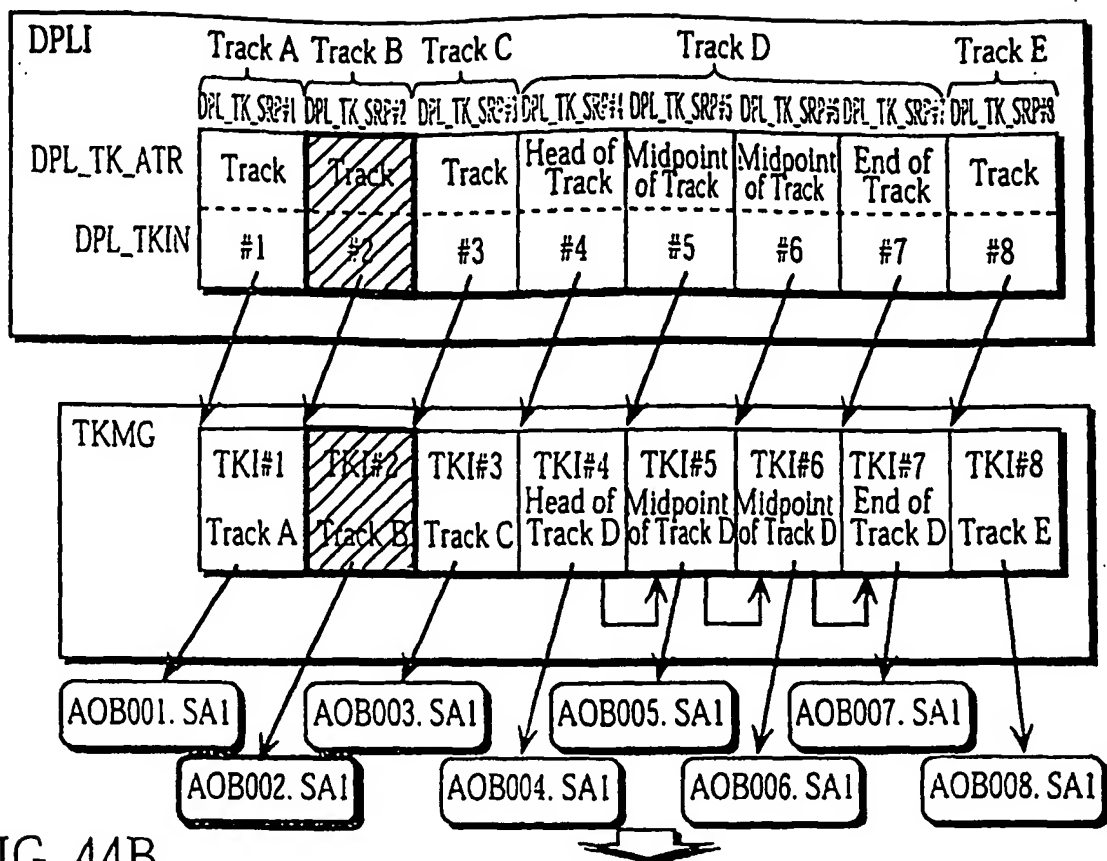 DPLI
Track A Track B Track C Track D Track E
DPL_TK_SRP#1 DPL_TK_SRP#2 DPL_TK_SRP#3 DPL_TK_SRP#4 DPL_TK_SRP#5 DPL_TK_SRP#6 DPL_TK_SRP#7 DPL_TK_SRP#8
DPL_TK_ATR Track Track Track Head of Track Midpoint of Track Midpoint of Track End of Track Track
DPL_TKIN #1 #2 #3 #4 #5 #6 #7 #8
TKMG
TKI#1 TKI#2 TKI#3 TKI#4 TKI#5 TKI#6 TKI#7 TKI#8
Head of Midpoint Midpoint End of
Track A Track B Track C Track D of Track D of Track D Track D Track E
AOB001. SA1 AOB003. SA1 AOB005. SA1 AOB007. SA1
AOB002. SA1 AOB004. SA1 AOB006. SA1 AOB008. SA1
IG. 44B